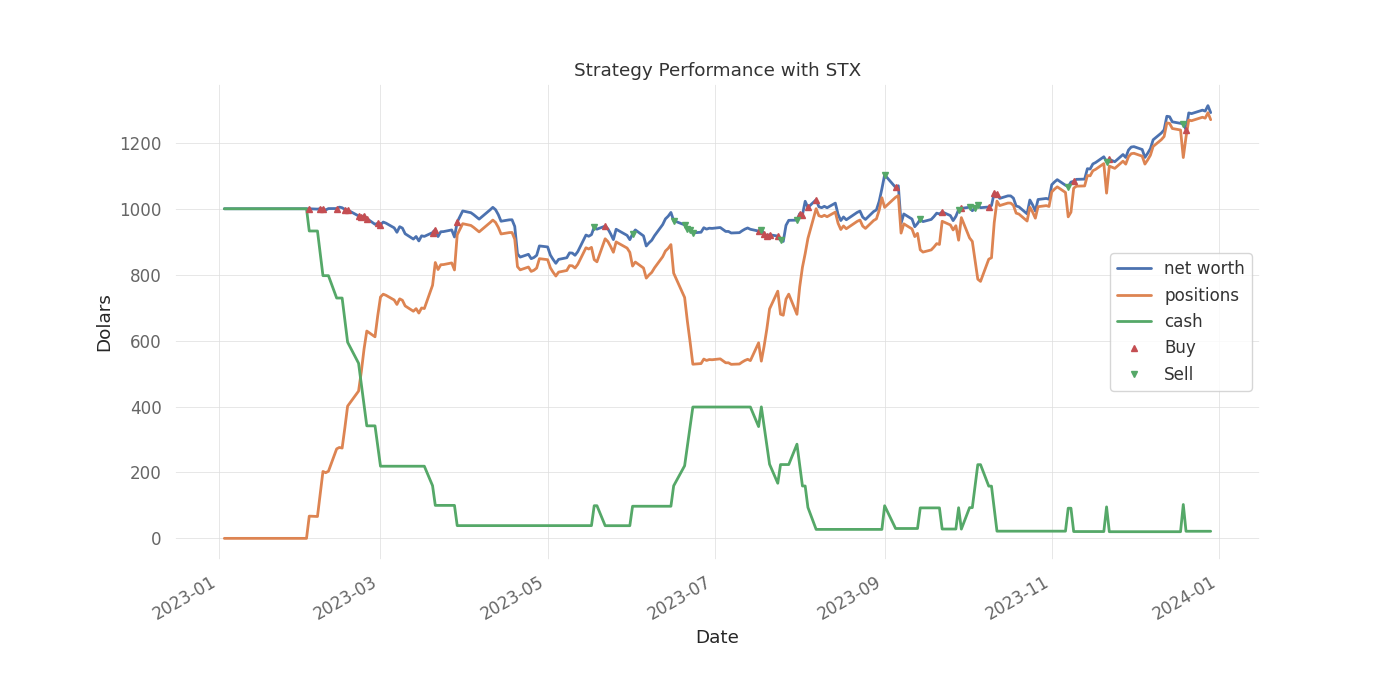 Strategy Performance with STX
Dolars
1200
1000
800
600
400
200
0
net worth
positions
cash
Buy
Sell
2023-01
2023-03
2023-05
2023-07
2023-09
2023-11
2024-01
Date